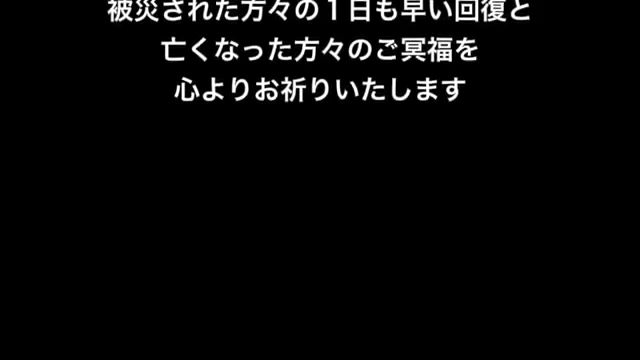 被災された方々の１日も早い回復と
亡くなった方々のご冥福を
心よりお祈りいたします